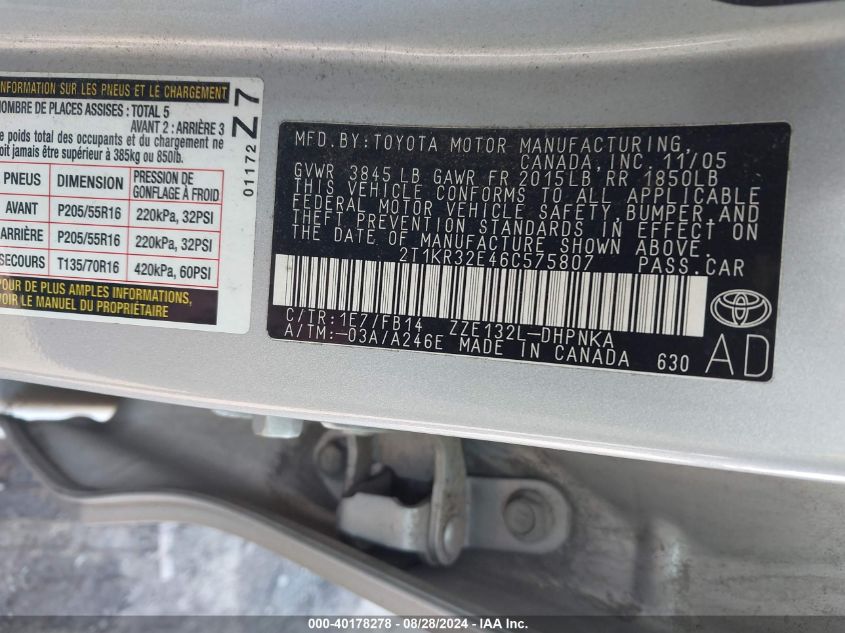 INFORMATION SUR LES PNEUS ET LE CHARGEMENT
NOMBRE DE PLACES ASSISES : TOTAL 5
AVANT 2 : ARRIÈRE 3
e poids total des occupants et du chargement ne
oit jamais être supérieur à 385kg ou 850lb.
PNEUS DIMENSION PRESSION DE GONFLAGE À FROID
AVANT P205/55R16 220kPa, 32PSI
ARRIÈRE P205/55R16 220kPa, 32PSI
SECOURS T135/70R16 420kPa, 60PSI
POUR DE PLUS AMPLES INFORMATIONS,
VOIR LE MANUEL DU PROPRIÉTAIRE
01172 Z7
MFD. BY: TOYOTA MOTOR MANUFACTURING,
CANADA, INC. 11/05
GVWR 3845 LB GAWR FR 2015LB RR 1850LB
THIS VEHICLE CONFORMS TO ALL APPLICABLE
FEDERAL MOTOR VEHICLE SAFETY, BUMPER, AND
THEFT PREVENTION STANDARDS IN EFFECT ON
THE DATE OF MANUFACTURE SHOWN ABOVE.
2T1KR32E46C575807 PASS. CAR
C/TR: 1E7/FB14 ZZE132L-DHPNKA
A/TM:-03A/A246E MADE IN CANADA 630
TOYOTA
AD
000-40178278 - 08/28/2024 - IAA Inc.